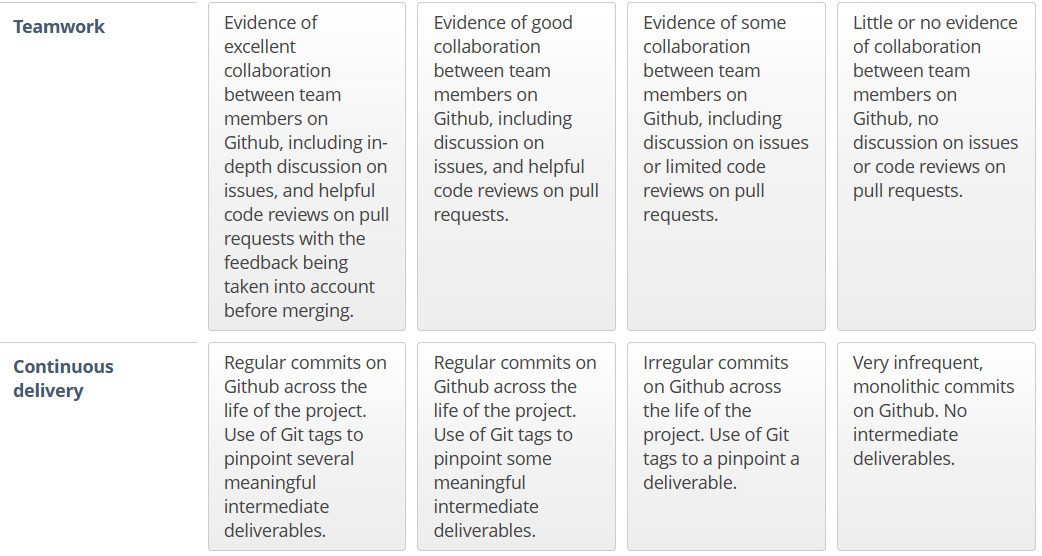 Teamwork
Evidence of
excellent
collaboration
between team
members on
Github, including in-
depth discussion on
issues, and helpful
code reviews on pull
requests with the
feedback being
taken into account
before merging.
Evidence of good
collaboration
between team
members on
Github, including
discussion on
issues, and helpful
code reviews on pull
requests.
Evidence of some
collaboration
between team
members on
Github, including
discussion on issues
or limited code
reviews on pull
requests.
Little or no evidence
of collaboration
between team
members on
Github, no
discussion on issues
or code reviews on
pull requests.
Continuous
delivery
Regular commits on
Github across the
life of the project.
Use of Git tags to
pinpoint several
meaningful
intermediate
deliverables.
Regular commits on
Github across the
life of the project.
Use of Git tags to
pinpoint some
meaningful
intermediate
deliverables.
Irregular commits
on Github across
the life of the
project. Use of Git
tags to a pinpoint a
deliverable.
Very infrequent,
monolithic commits
on Github. No
intermediate
deliverables.